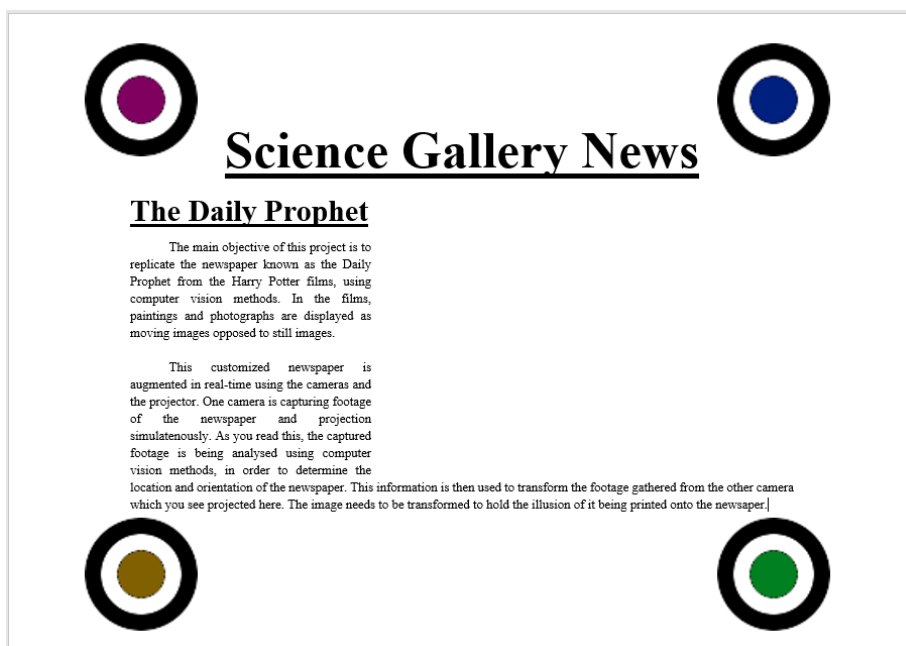 Science Gallery News
The Daily Prophet
The main objective of this project is to
replicate the newspaper known as the Daily
Prophet from the Harry Potter films, using
computer vision methods. In the films,
paintings and photographs are displayed as
moving images opposed to still images.
This customized newspaper is
augmented in real-time using the cameras and
the projector. One camera is capturing footage
of the newspaper and projection
simulatenously. As you read this, the captured
footage is being analysed using computer
vision methods, in order to determine the
location and orientation of the newspaper. This information is then used to transform the footage gathered from the other camera
which you see projected here. The image needs to be transformed to hold the illusion of it being printed onto the newsaper.